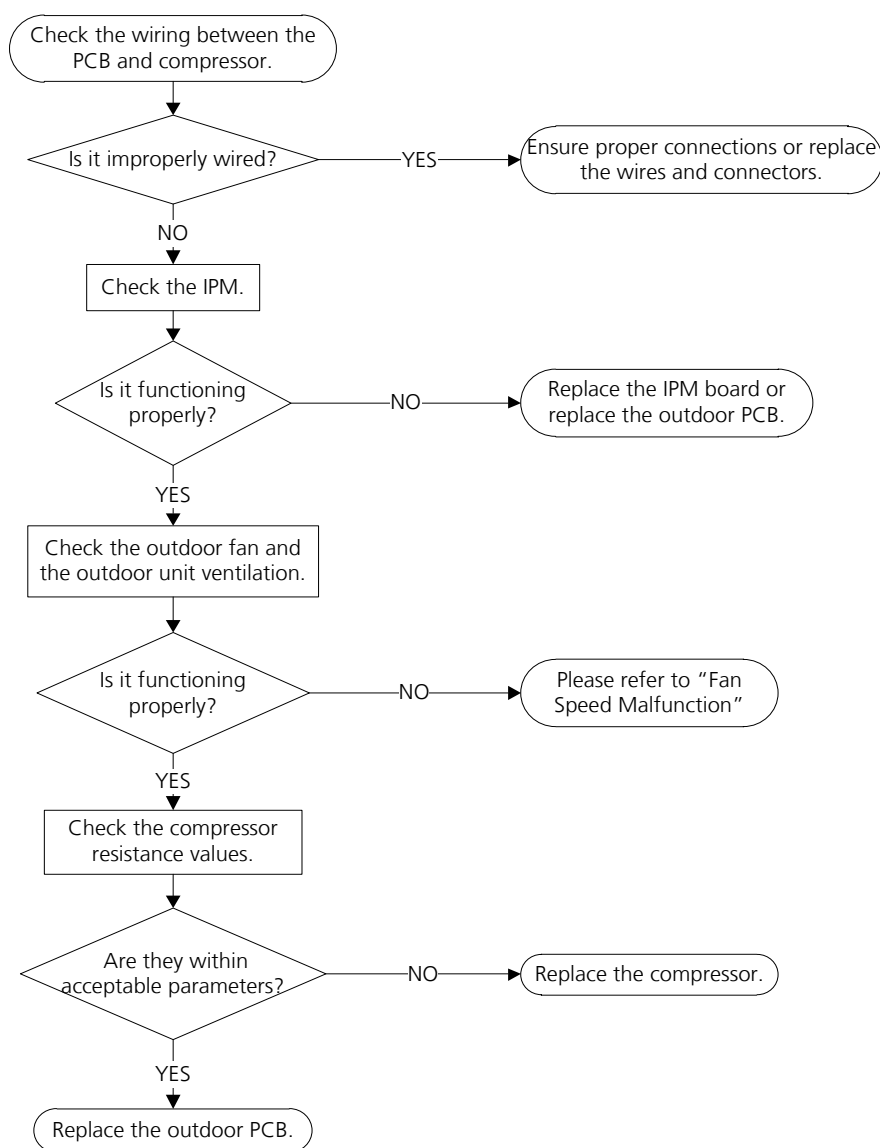 Check the wiring between the
PCB and compressor.
Is it improperly wired?
YES
Ensure proper connections or replace
the wires and connectors.
NO
Check the IPM.
Is it functioning
properly?
NO
Replace the IPM board or
replace the outdoor PCB.
YES
Check the outdoor fan and
the outdoor unit ventilation.
Is it functioning
properly?
NO
Please refer to "Fan
Speed Malfunction"
YES
Check the compressor
resistance values.
Are they within
acceptable parameters?
NO
Replace the compressor.
YES
Replace the outdoor PCB.